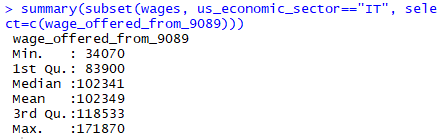 > summary(subset(wages, us_economic_sector=="IT", sele
ct=c(wage_offered_from_9089)))
 wage_offered_from_9089
 Min.   : 34070
 1st Qu.: 83900
 Median :102341
 Mean   :102349
 3rd Qu.:118533
 Max.   :171870